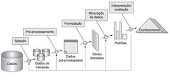 Interpretação/
avaliação
Mineração de
dados
Formatação
Pré-processamento
Seleção
Conhecimento
Padrões
Dados
formatados
Dados
pré-processados
Dados de
interesse
Dados